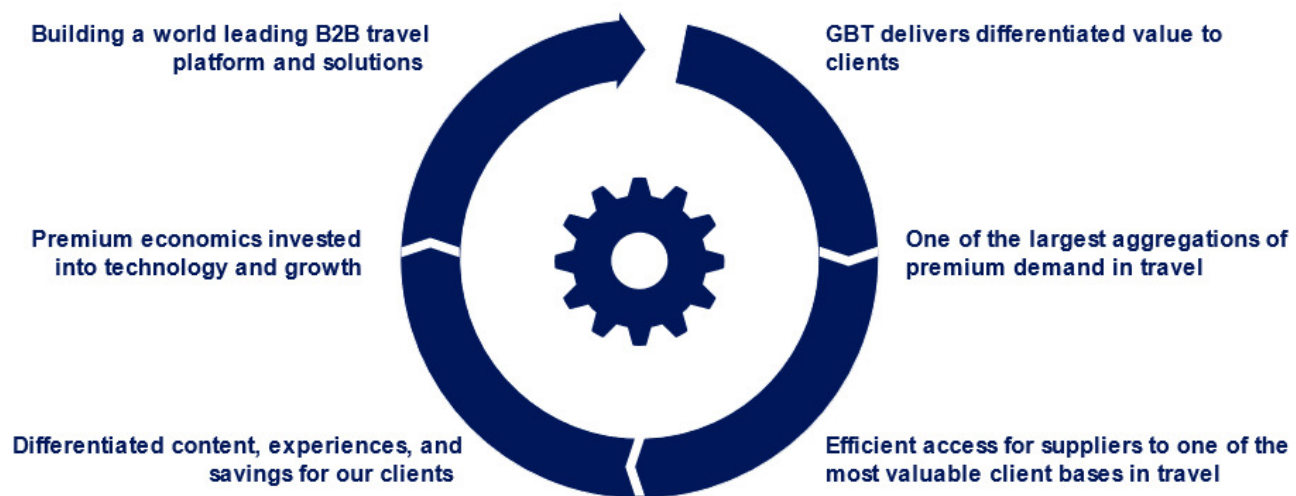 Building a world leading B2B travel
platform and solutions
GBT delivers differentiated value to
clients
Premium economics invested
into technology and growth
One of the largest aggregations of
premium demand in travel
Differentiated content, experiences, and
savings for our clients
Efficient access for suppliers to one of the
most valuable client bases in travel